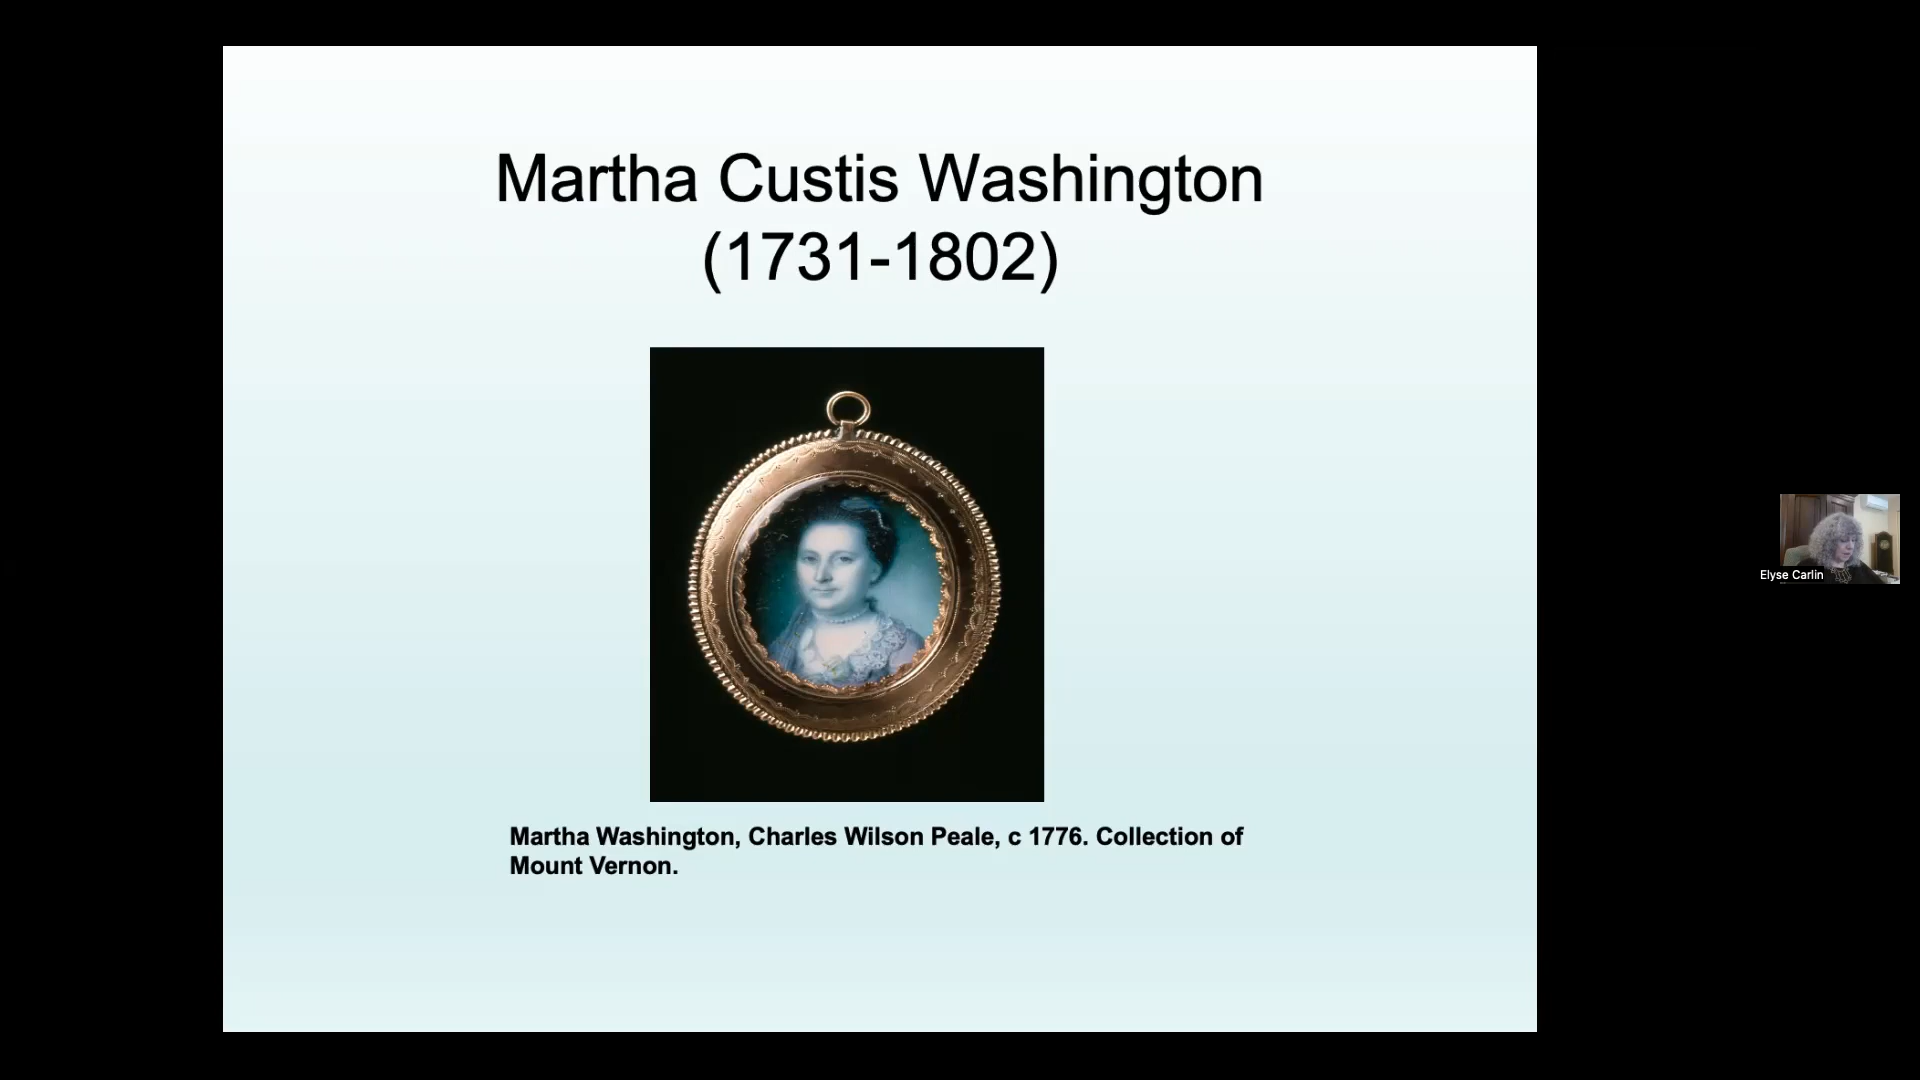 Martha Custis Washington
(1731-1802)
Martha Washington, Charles Wilson Peale, c 1776. Collection of
Mount Vernon.
Elyse Carlin